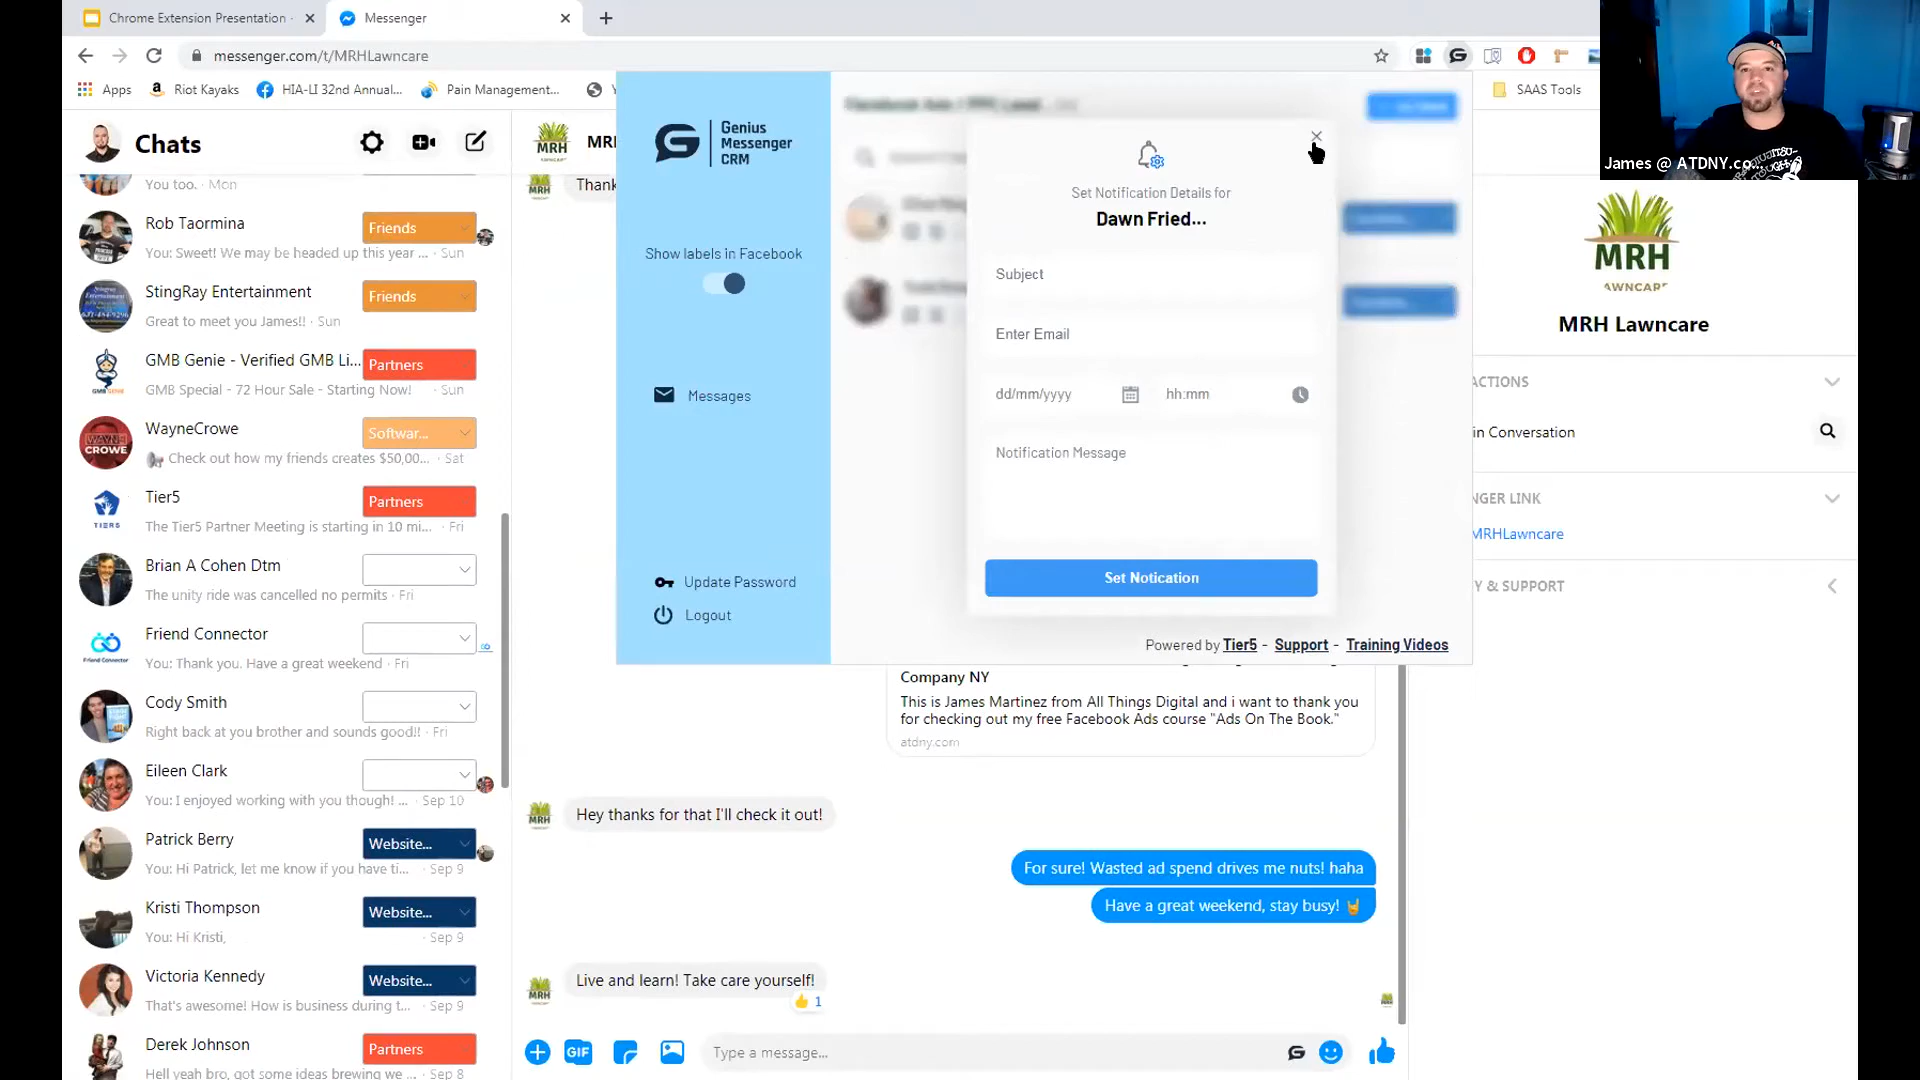 Chrome Extension Presentation
Messenger
messenger.com/t/MRHLawncare
Apps
Riot Kayaks
HIA-LI 32nd Annual...
Pain Management...
SAAS Tools
James @ ATDNY.co...
Chats
You too. · Mon
Rob Taormina
Friends
You: Sweet! We may be headed up this year ... · Sun
StingRay Entertainment
Friends
Great to meet you James!! · Sun
GMB Genie - Verified GMB Li...
Partners
GMB Special - 72 Hour Sale - Starting Now! · Sun
WayneCrowe
Softwar...
Check out how my friends creates $50,00... · Sat
Tier5
Partners
The Tier5 Partner Meeting is starting in 10 mi... · Fri
Brian A Cohen Dtm
The unity ride was cancelled no permits · Fri
Friend Connector
You: Thank you. Have a great weekend · Fri
Cody Smith
Right back at you brother and sounds good!! · Fri
Eileen Clark
You: I enjoyed working with you though! ... · Sep 10
Patrick Berry
Website...
You: Hi Patrick, let me know if you have ti... · Sep 9
Kristi Thompson
Website...
You: Hi Kristi, · Sep 9
Victoria Kennedy
Website...
That's awesome! How is business during t... · Sep 9
Derek Johnson
Partners
Hell yeah bro, got some ideas brewing we ... · Sep 8
MRH
Thank
Genius
Messenger
CRM
Show labels in Facebook
Messages
Update Password
Logout
Set Notification Details for
Dawn Fried...
Subject
Enter Email
dd/mm/yyyy
hh:mm
Notification Message
Set Notication
Powered by Tier5 - Support - Training Videos
Company NY
This is James Martinez from All Things Digital and i want to thank you
for checking out my free Facebook Ads course "Ads On The Book."
atdny.com
Hey thanks for that I'll check it out!
For sure! Wasted ad spend drives me nuts! haha
Have a great weekend, stay busy!
Live and learn! Take care yourself!
1
GIF
Type a message...
MRH
AWNCARE
MRH Lawncare
ACTIONS
in Conversation
NGER LINK
MRHLawncare
Y & SUPPORT